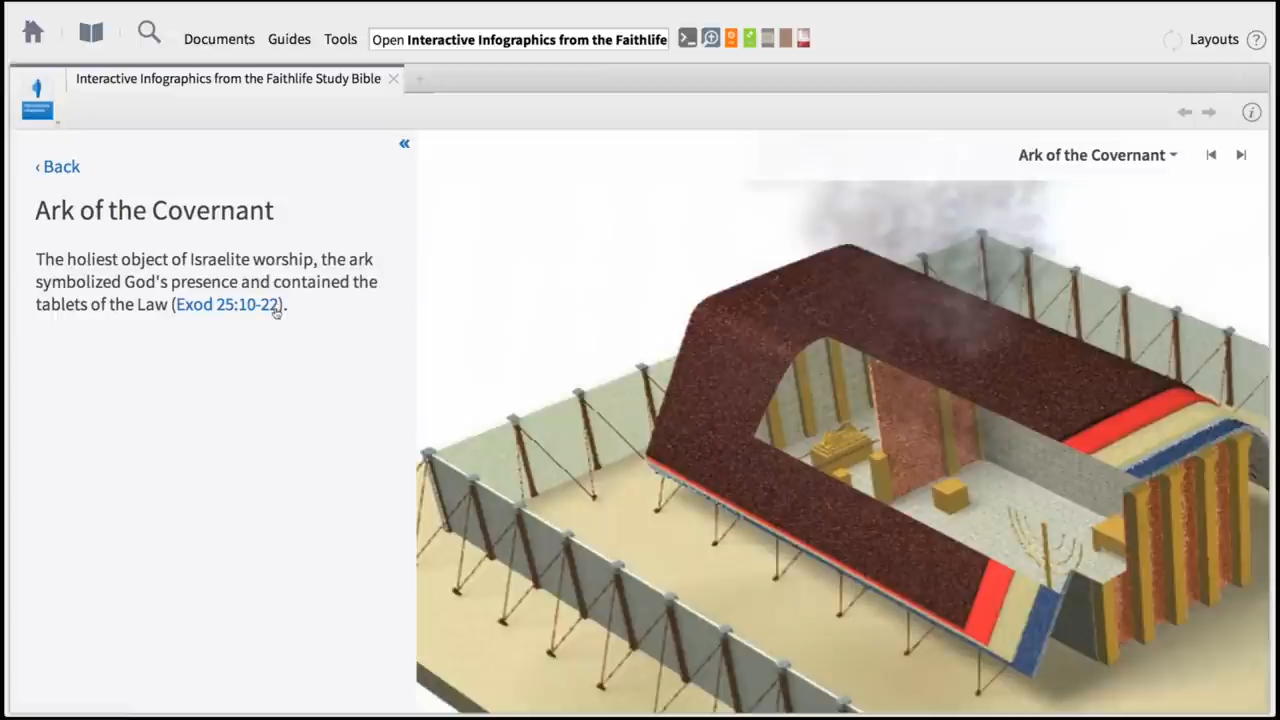 Documents Guides Tools Open Interactive Infographics from the Faithlife Layouts
Interactive Infographics from the Faithlife Study Bible
‹ Back
Ark of the Covernant
Ark of the Covernant
The holiest object of Israelite worship, the ark
symbolized God's presence and contained the
tablets of the Law (Exod 25:10-22).